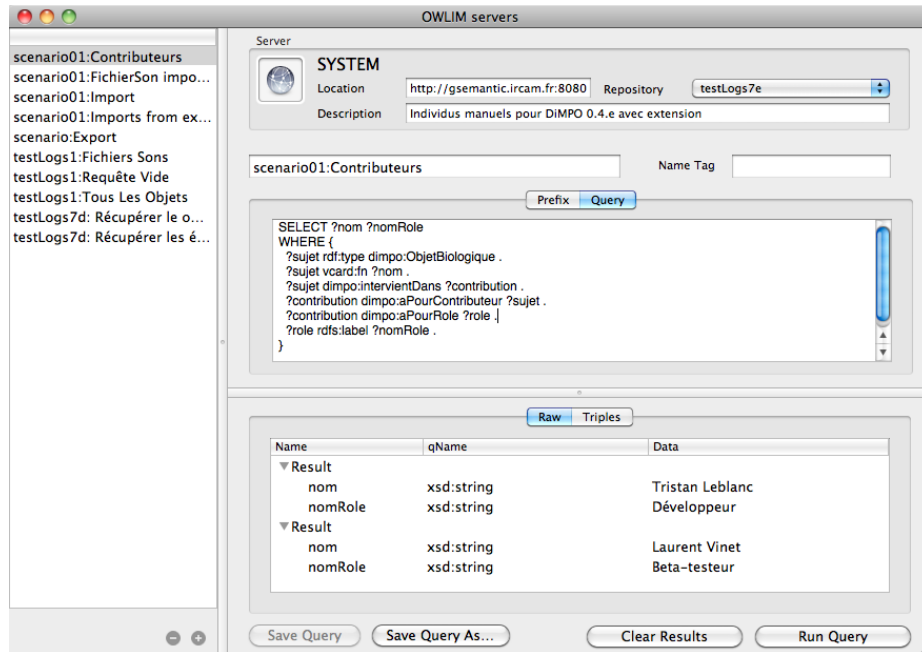 OWLIM servers
scenario01:Contributeurs
scenario01:FichierSon impo...
scenario01:Import
scenario01:Imports from ex...
scenario:Export
testLogs1:Fichiers Sons
testLogs1:Requête Vide
testLogs1:Tous Les Objets
testLogs7d: Récupérer le o...
testLogs7d: Récupérer les é...
Server
SYSTEM
Location http://gsemantic.ircam.fr:8080 Repository testLogs7e
Description Individus manuels pour DiMPO 0.4.e avec extension
scenario01:Contributeurs Name Tag
Prefix Query
SELECT ?nom ?nomRole
WHERE {
?sujet rdf:type dimpo:ObjetBiologique .
?sujet vcard:fn ?nom .
?sujet dimpo:intervientDans ?contribution .
?contribution dimpo:aPourContributeur ?sujet .
?contribution dimpo:aPourRole ?role .
?role rdfs:label ?nomRole .
}
Raw Triples
Name qName Data
Result
nom xsd:string Tristan Leblanc
nomRole xsd:string Développeur
Result
nom xsd:string Laurent Vinet
nomRole xsd:string Beta-testeur
Save Query Save Query As... Clear Results Run Query